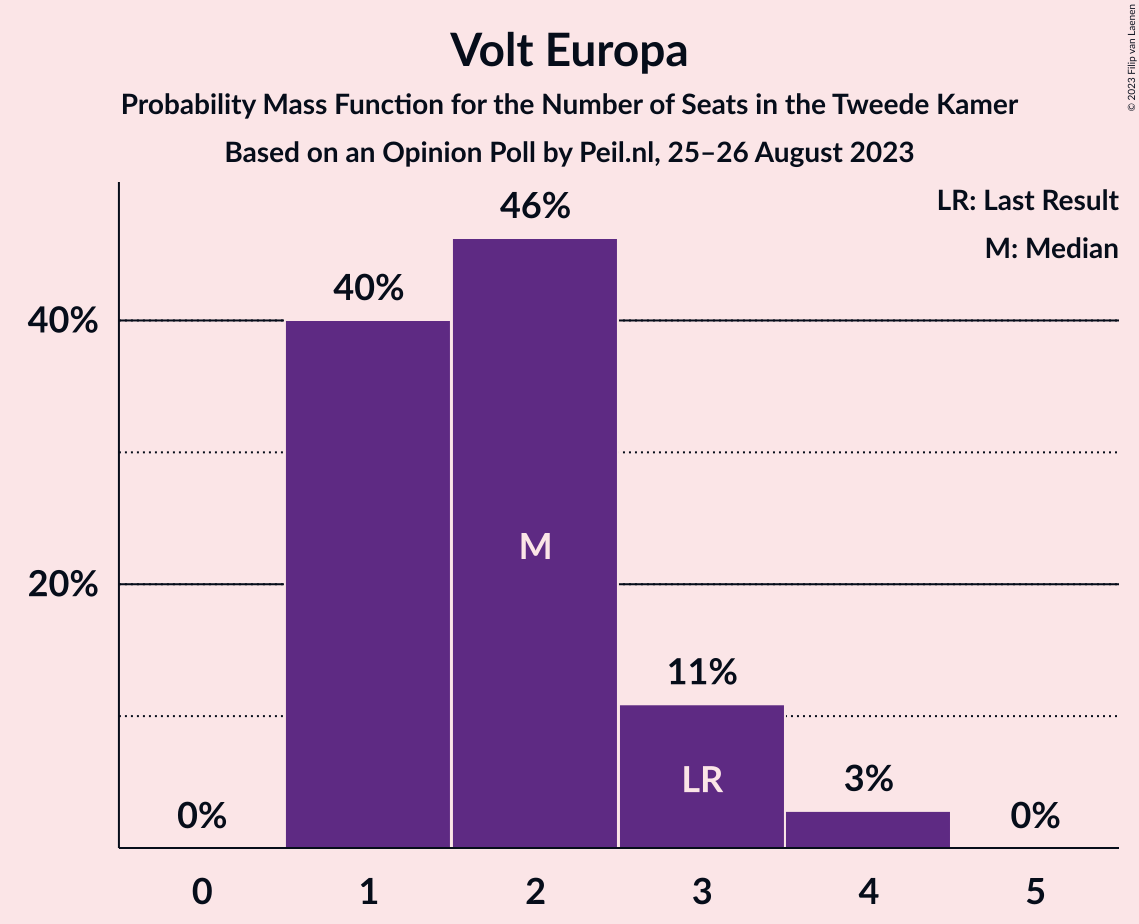 Volt Europa
Probability Mass Function for the Number of Seats in the Tweede Kamer
Based on an Opinion Poll by Peil.nl, 25–26 August 2023
© 2023 Filip van Laenen
LR: Last Result
M: Median
46%
40%
40%
M
20%
11%
LR
3%
0%
0%
0 1 2 3 4 5